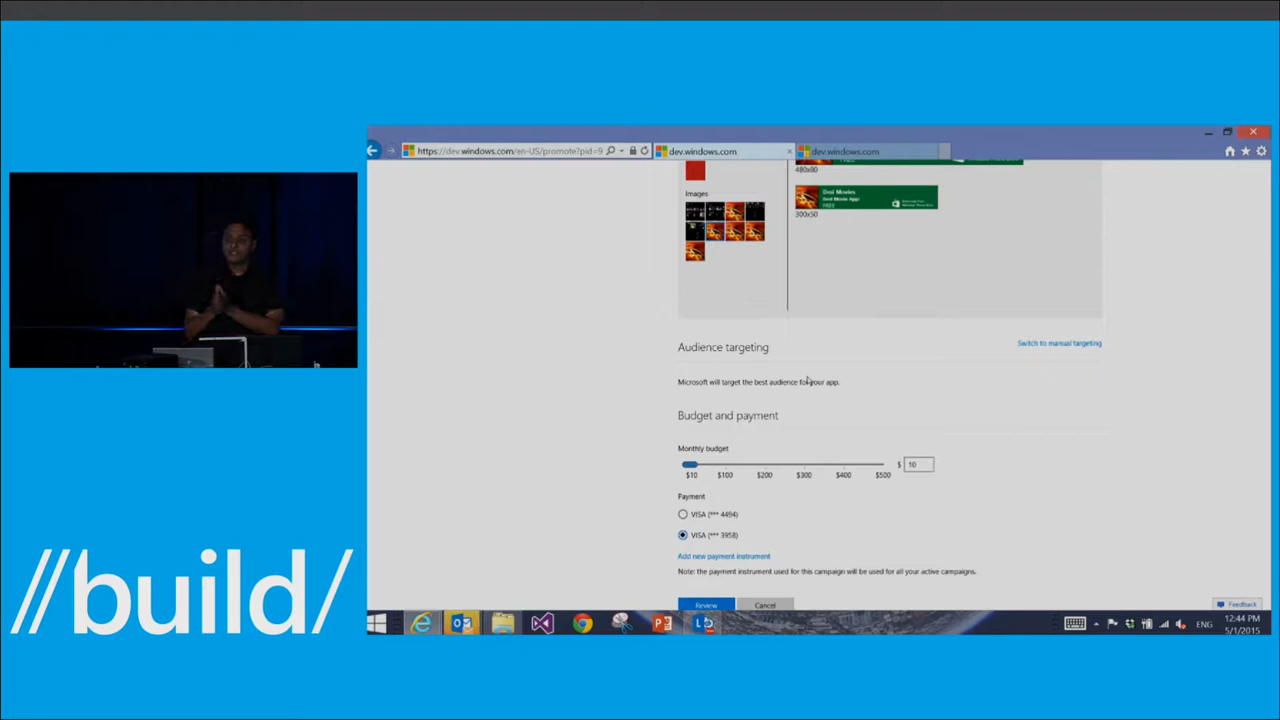 https://dev.windows.com/en-US/promote?pid=9
dev.windows.com
dev.windows.com
480x80
Images
Desi Movies
FREE
300x50
Audience targeting
Switch to manual targeting
Microsoft will target the best audience for your app.
Budget and payment
Monthly budget
$ 10
$10 $100 $200 $300 $400 $500
Payment
VISA (*** 4494)
VISA (*** 3958)
Add new payment instrument
Note: the payment instrument used for this campaign will be used for all your active campaigns.
Review
Cancel
Feedback
ENG
12:44 PM
5/1/2015
//build/